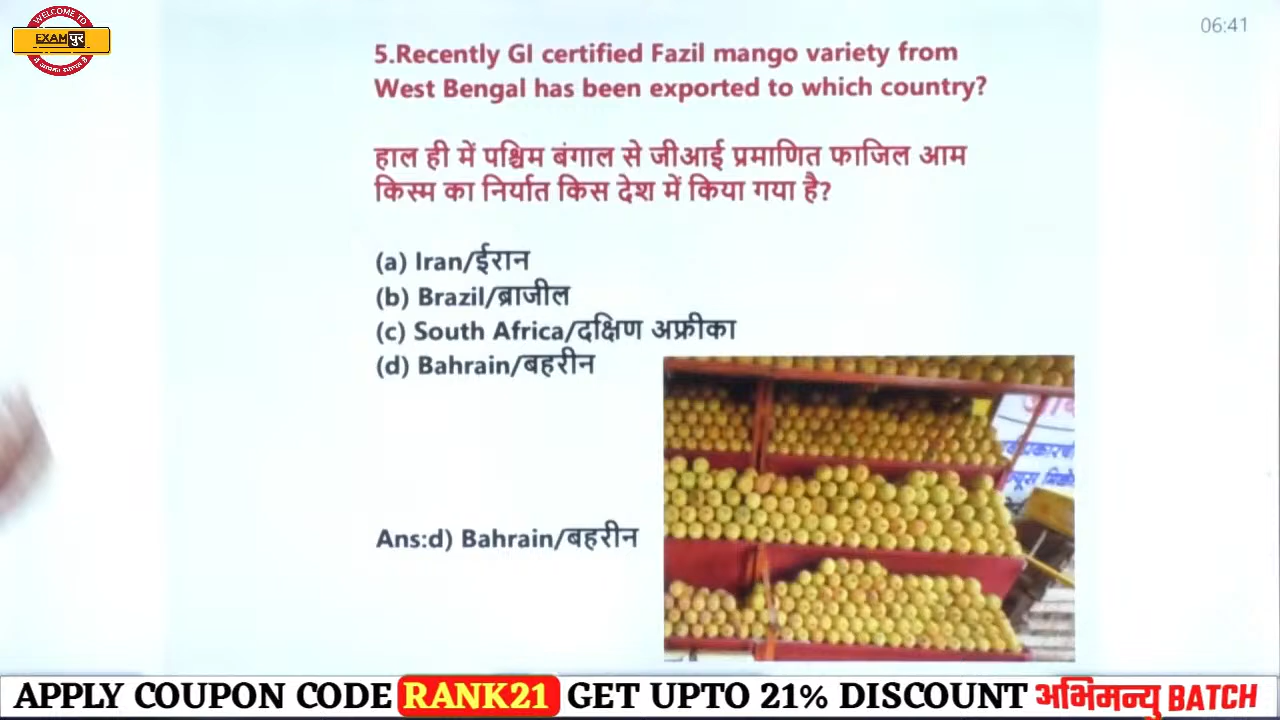 WELCOME TO
EXAMपुर
06:41
5.Recently GI certified Fazil mango variety from
West Bengal has been exported to which country?
हाल ही में पश्चिम बंगाल से जीआई प्रमाणित फाजिल आम
किस्म का निर्यात किस देश में किया गया है?
(a) Iran/ईरान
(b) Brazil/ब्राजील
(c) South Africa/दक्षिण अफ्रीका
(d) Bahrain/बहरीन
Ans:d) Bahrain/बहरीन
APPLY COUPON CODE RANK21 GET UPTO 21% DISCOUNT अभिमन्यु BATCH